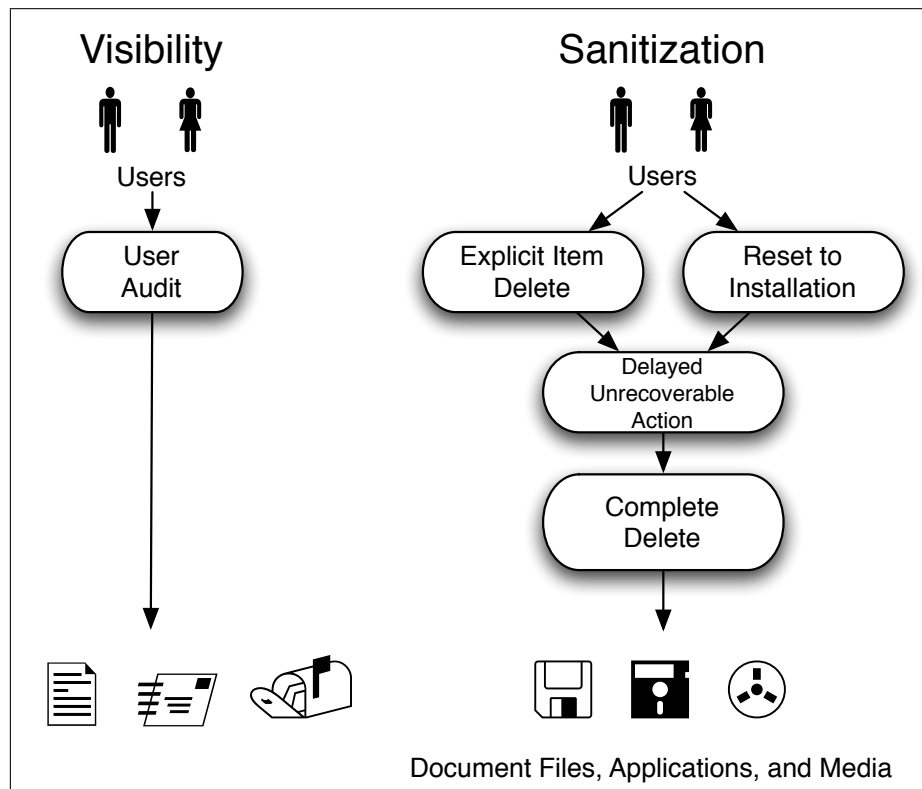 Visibility
Users
User
Audit
Sanitization
Users
Explicit Item
Delete
Reset to
Installation
Delayed
Unrecoverable
Action
Complete
Delete
Document Files, Applications, and Media